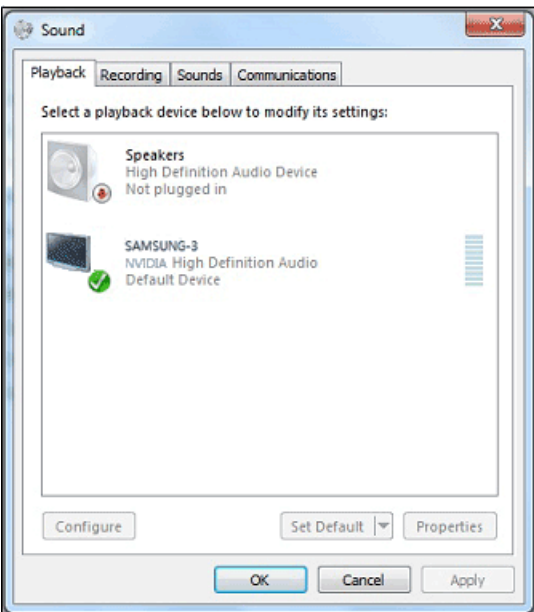 Sound
Playback Recording Sounds Communications
Select a playback device below to modify its settings:
Speakers
High Definition Audio Device
Not plugged in
SAMSUNG-3
NVIDIA High Definition Audio
Default Device
Configure Set Default Properties
OK Cancel Apply